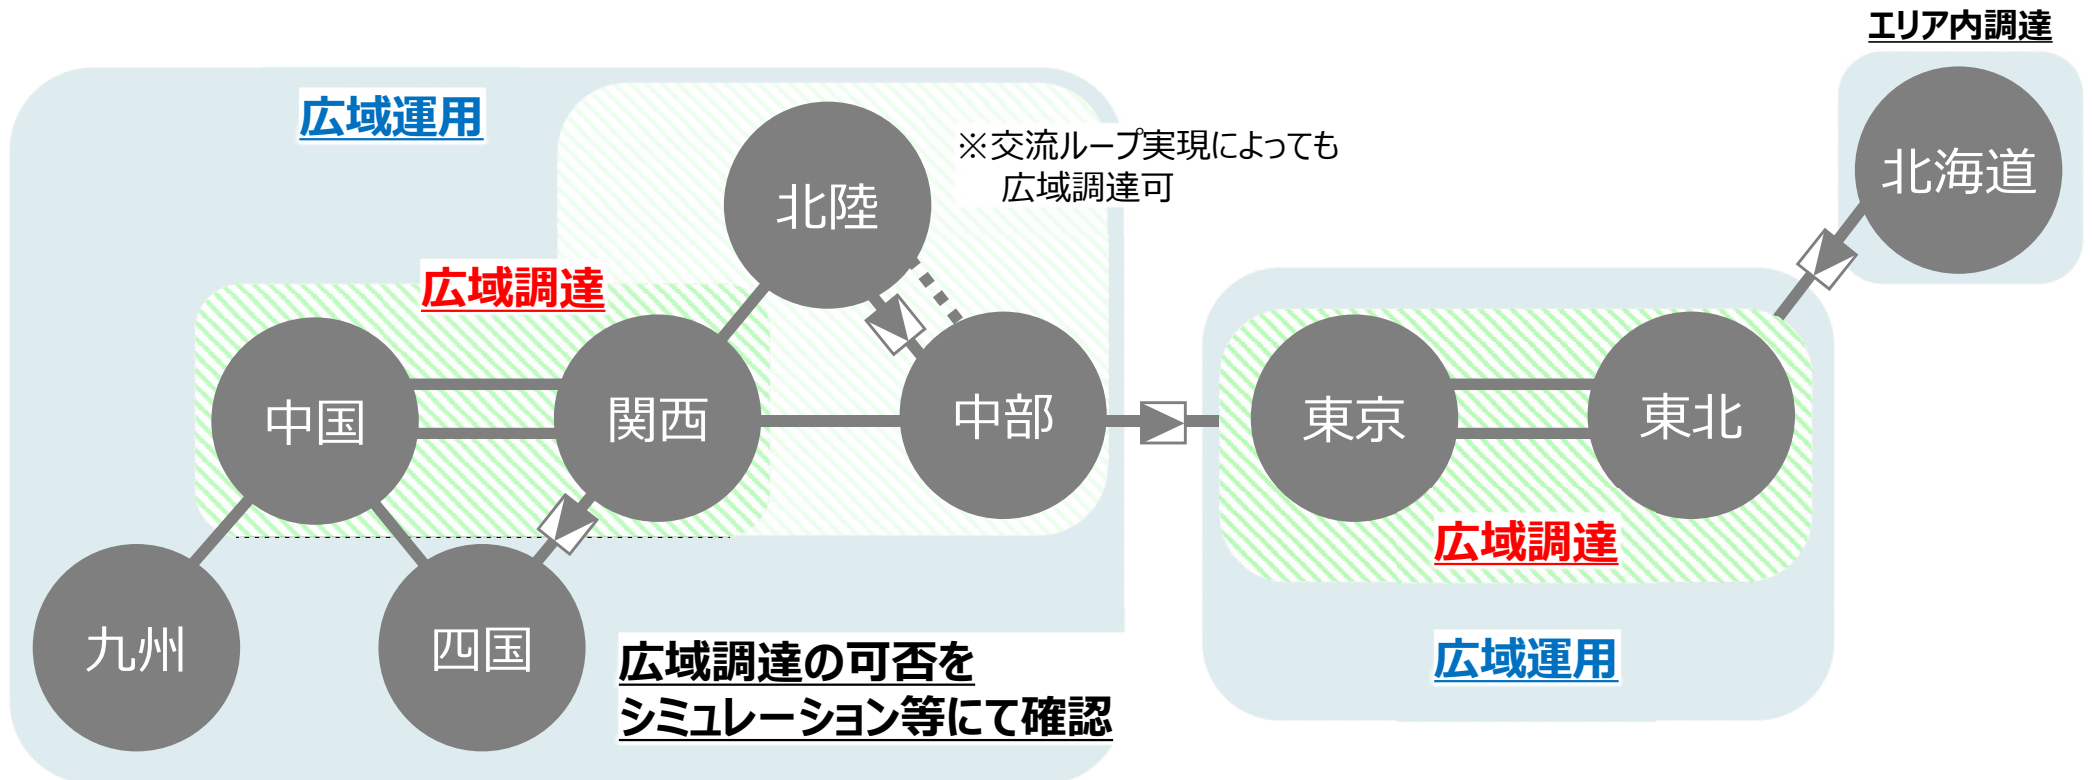 エリア内調達
広域運用
※交流ループ実現によっても
広域調達可
北海道
北陸
広域調達
中国
関西
中部
東京
東北
広域調達
九州
四国
広域調達の可否を
シミュレーション等にて確認
広域運用